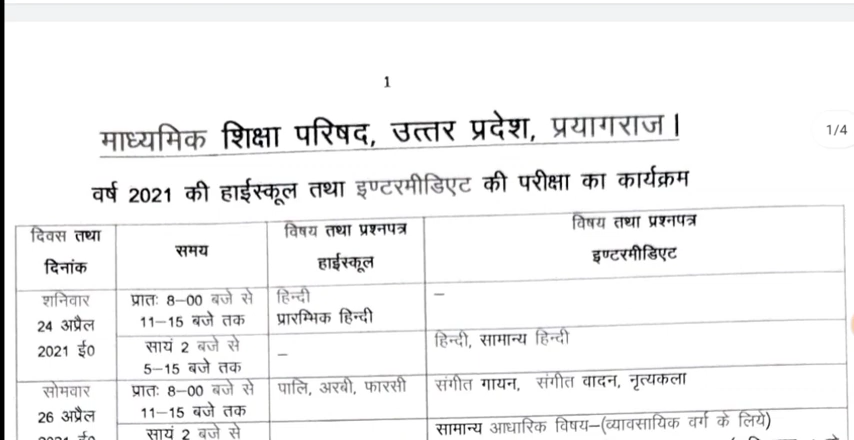 1
माध्यमिक शिक्षा परिषद, उत्तर प्रदेश, प्रयागराज।
1/4
वर्ष 2021 की हाईस्कूल तथा इण्टरमीडिएट की परीक्षा का कार्यक्रम
दिवस तथा
दिनांक
समय
विषय तथा प्रश्नपत्र
हाईस्कूल
विषय तथा प्रश्नपत्र
इण्टरमीडिएट
शनिवार
24 अप्रैल
2021 ई0
प्रातः 8–00 बजे से
11–15 बजे तक
हिन्दी
प्रारम्भिक हिन्दी
–
सायं 2 बजे से
5–15 बजे तक
–
हिन्दी, सामान्य हिन्दी
सोमवार
26 अप्रैल
प्रातः 8–00 बजे से
11–15 बजे तक
पालि, अरबी, फारसी
संगीत गायन, संगीत वादन, नृत्यकला
सायं 2 बजे से
सामान्य आधारिक विषय–(व्यावसायिक वर्ग के लिये)